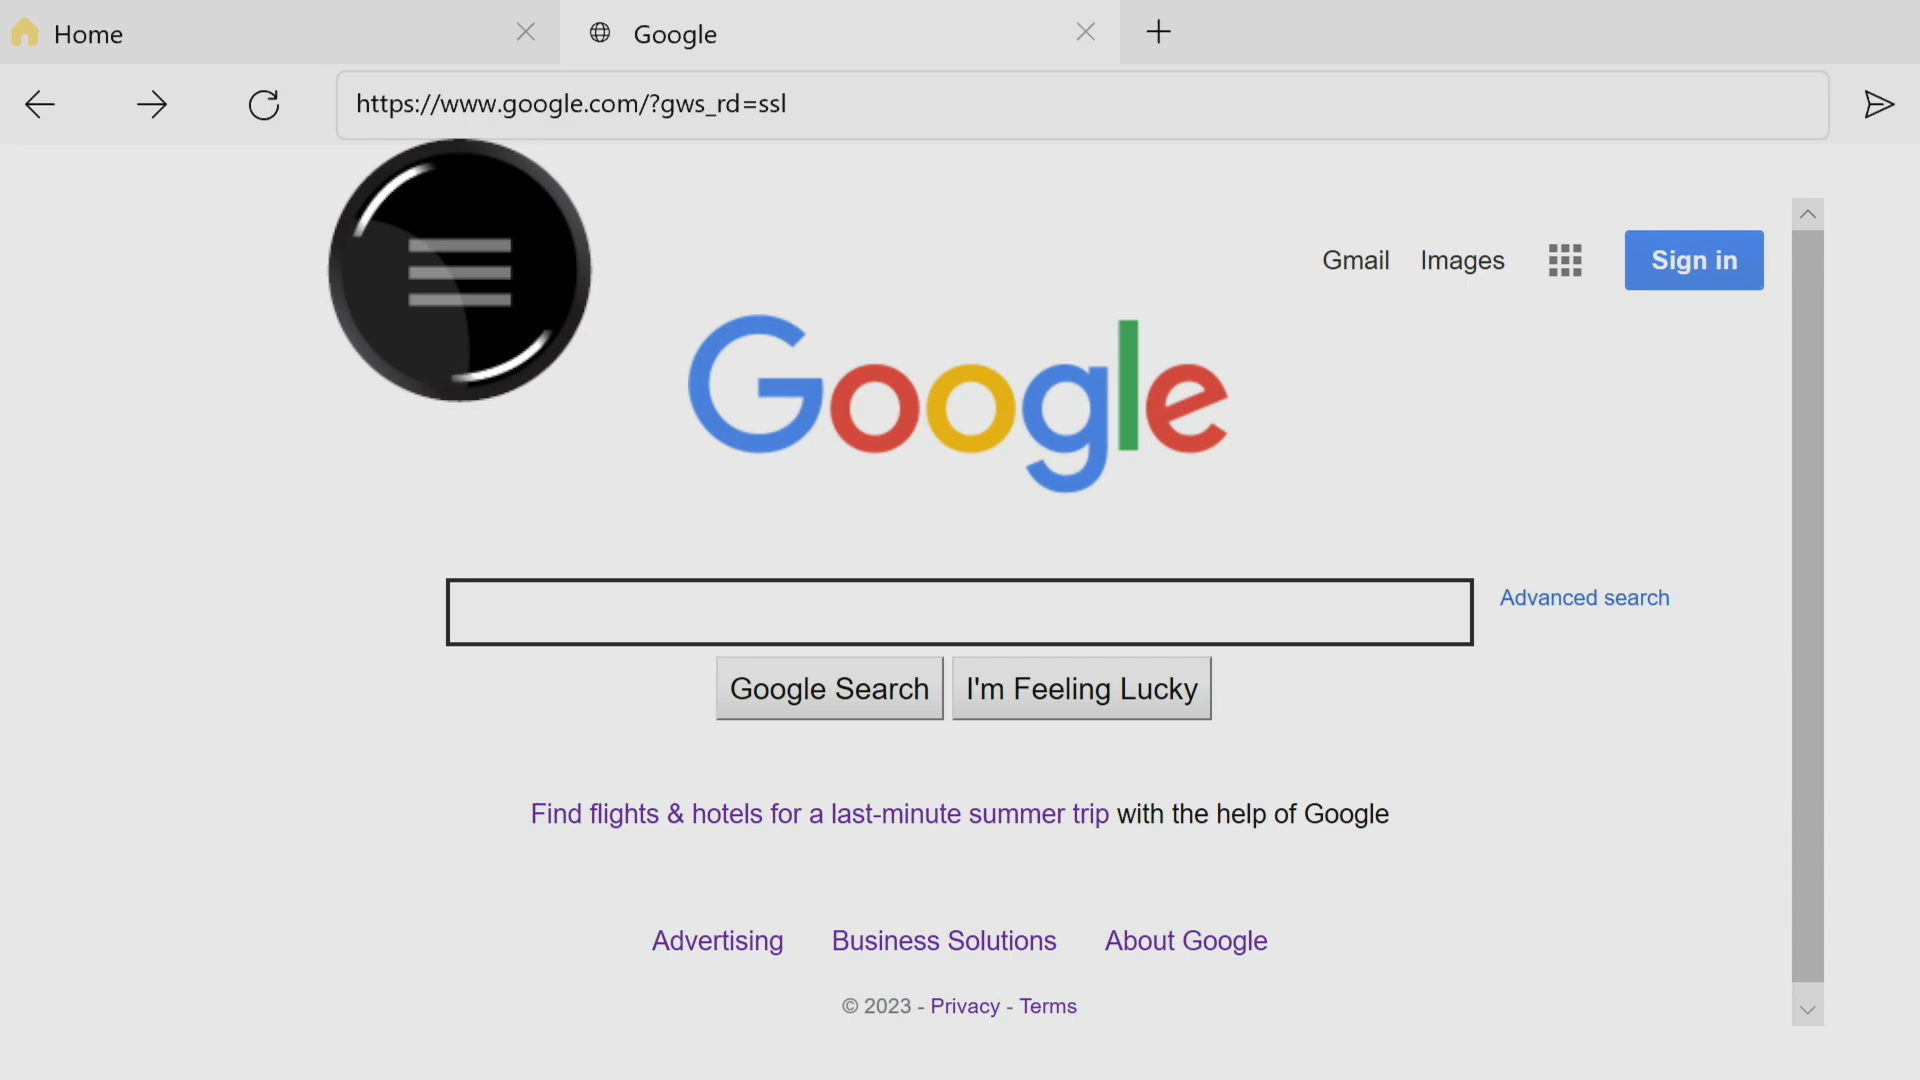 Home
Google
https://www.google.com/?gws_rd=ssl
Gmail Images Sign in
Google
Advanced search
Google Search I'm Feeling Lucky
Find flights & hotels for a last-minute summer trip with the help of Google
Advertising Business Solutions About Google
© 2023 - Privacy - Terms